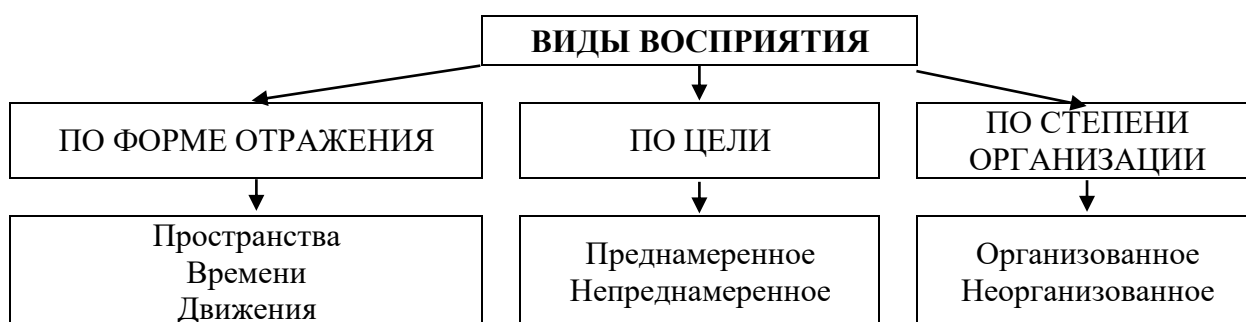 ВИДЫ ВОСПРИЯТИЯ
ПО ФОРМЕ ОТРАЖЕНИЯ
ПО ЦЕЛИ
ПО СТЕПЕНИ
ОРГАНИЗАЦИИ
Пространства
Времени
Движения
Преднамеренное
Непреднамеренное
Организованное
Неорганизованное